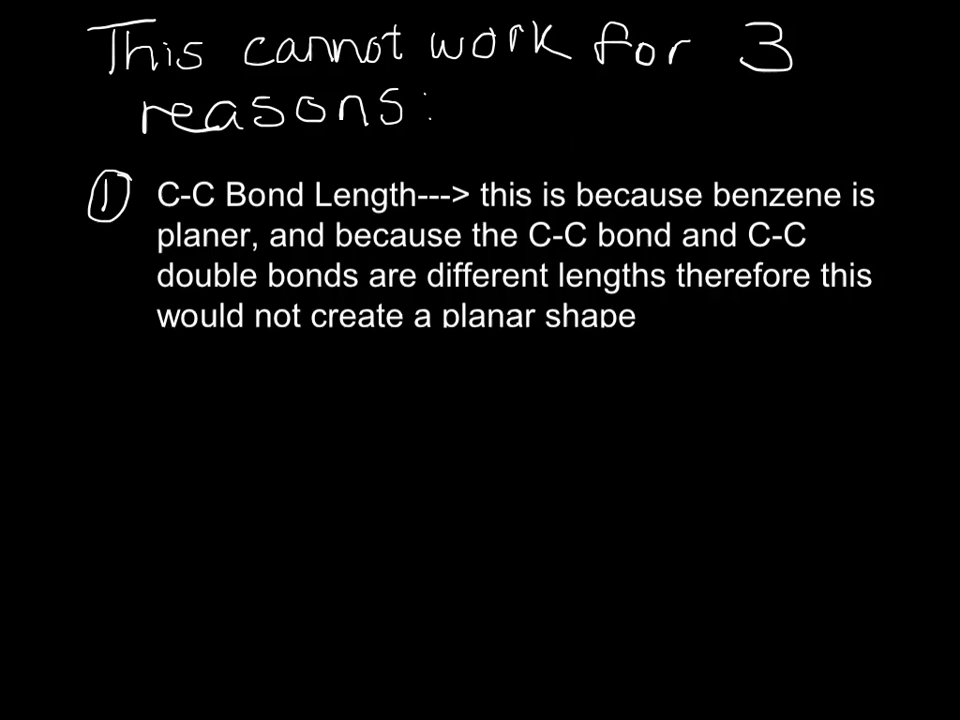 This cannot work for 3
reasons:
1 C-C Bond Length---> this is because benzene is
planer, and because the C-C bond and C-C
double bonds are different lengths therefore this
would not create a planar shape